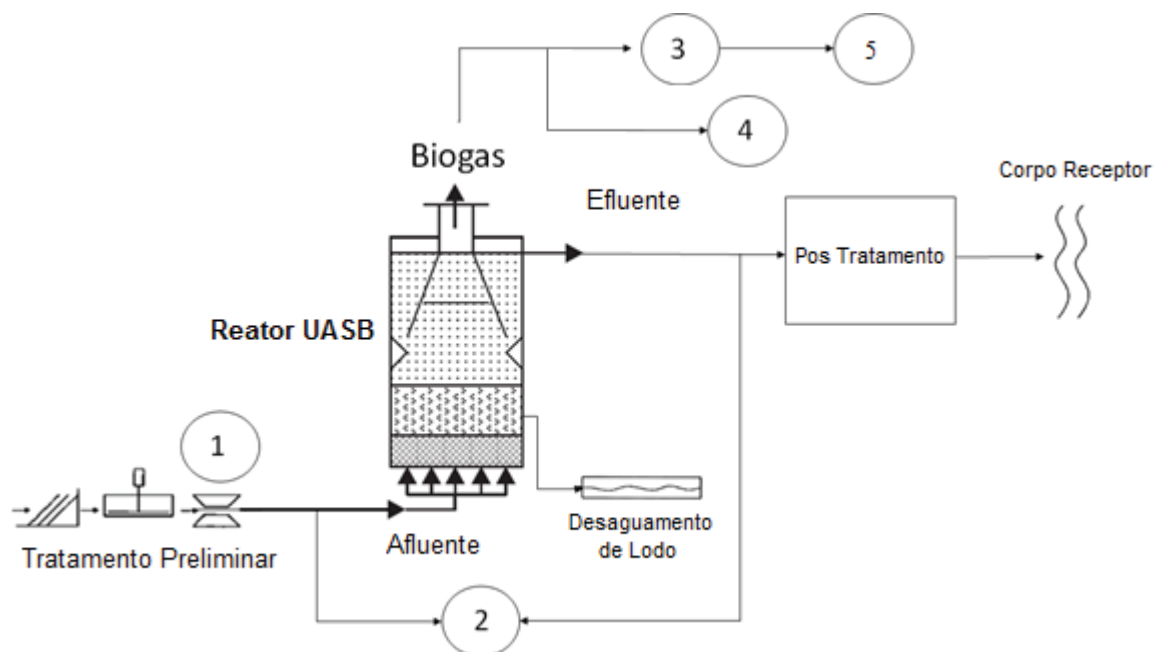 3
5
4
Biogas
Corpo Receptor
Efluente
Pos Tratamento
Reator UASB
1
Desaguamento
de Lodo
Tratamento Preliminar
Afluente
2